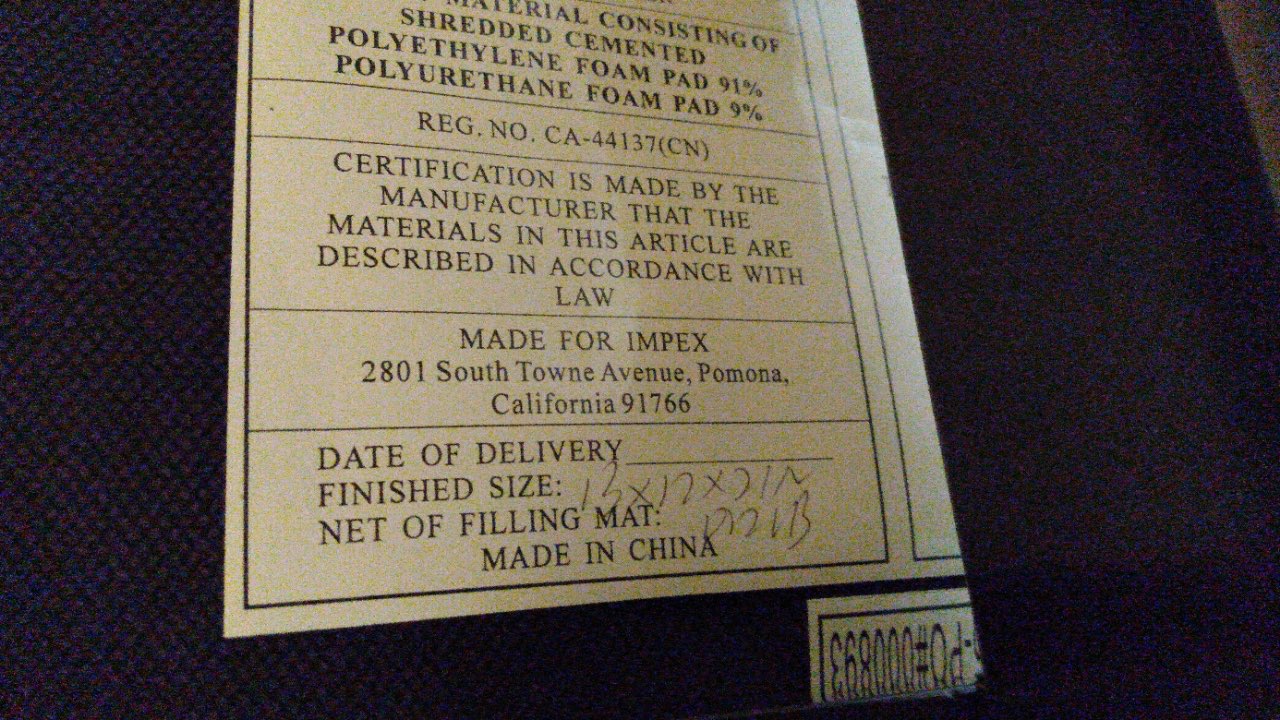 MATERIAL CONSISTING OF
SHREDDED CEMENTED
POLYETHYLENE FOAM PAD 91%
POLYURETHANE FOAM PAD 9%
REG. NO. CA-44137(CN)
CERTIFICATION IS MADE BY THE
MANUFACTURER THAT THE
MATERIALS IN THIS ARTICLE ARE
DESCRIBED IN ACCORDANCE WITH
LAW
MADE FOR IMPEX
2801 South Towne Avenue, Pomona,
California 91766
DATE OF DELIVERY
FINISHED SIZE:
NET OF FILLING MAT:
MADE IN CHINA
PO#000893